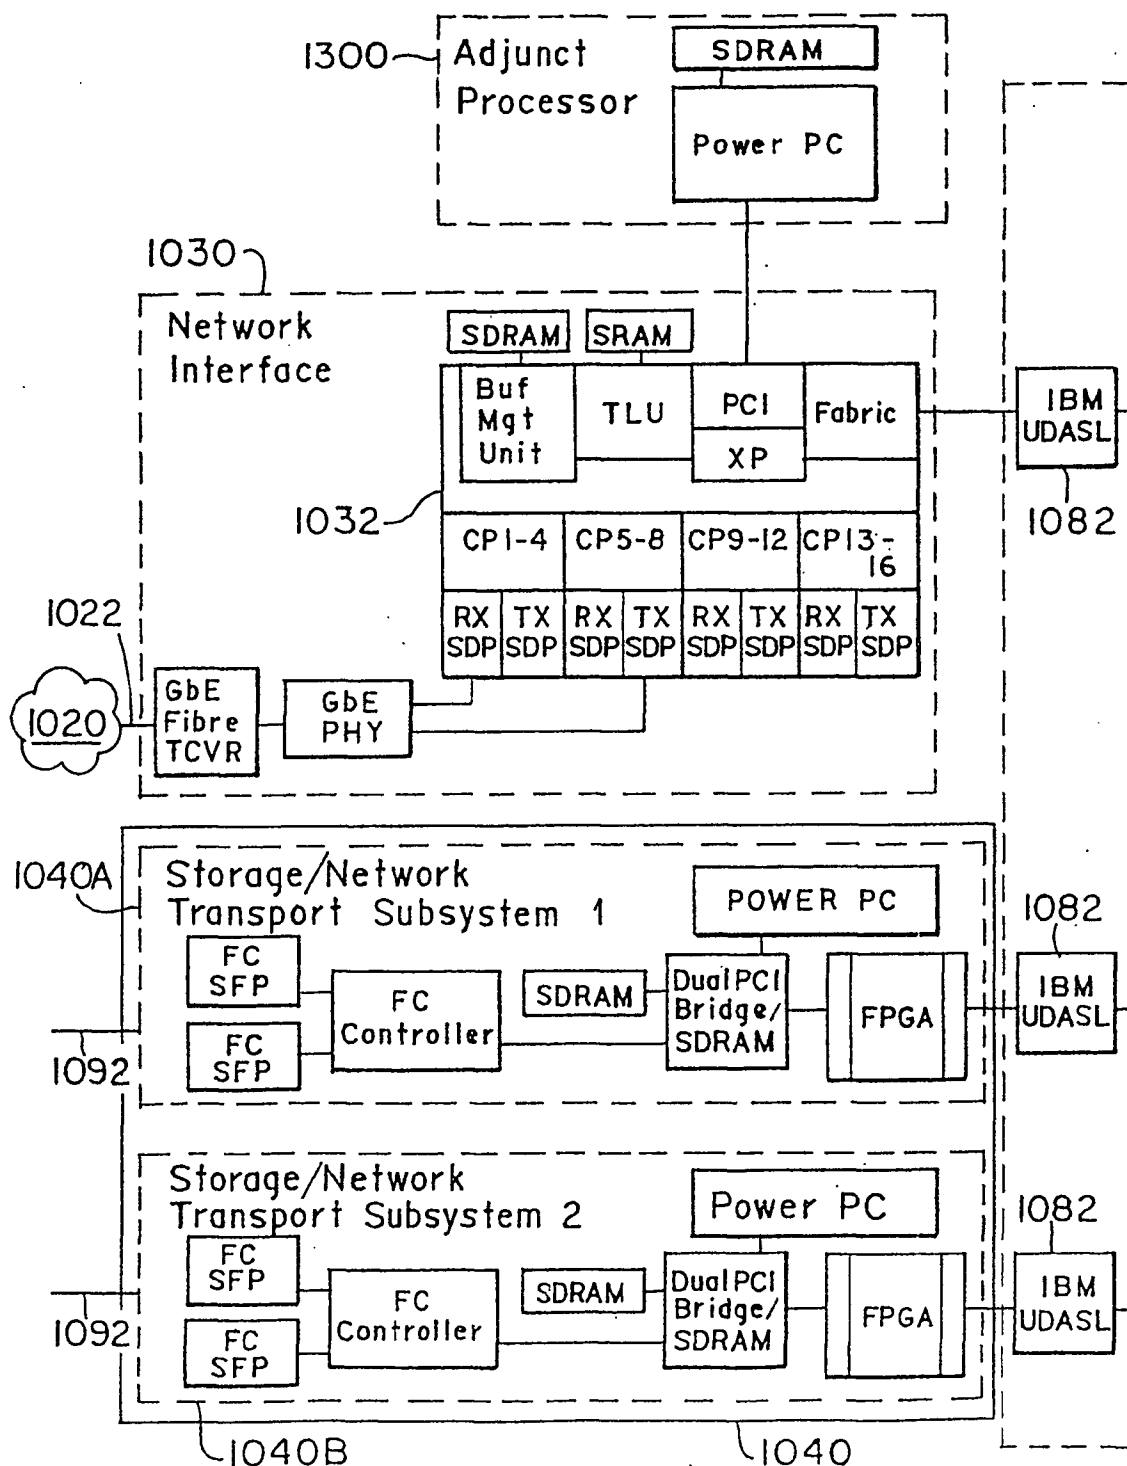 1300
Adjunct
Processor
SDRAM
Power PC
1030
Network
Interface
SDRAM
SRAM
Buf
Mgt
Unit
TLU
PCI
XP
Fabric
IBM
UDASL
1082
1032
CP1-4
CP5-8
CP9-12
CP13-
16
RX
SDP
TX
SDP
RX
SDP
TX
SDP
RX
SDP
TX
SDP
RX
SDP
TX
SDP
1022
1020
GbE
Fibre
TCVR
GbE
PHY
1040A
Storage/Network
Transport Subsystem 1
POWER PC
FC
SFP
FC
SFP
FC
Controller
SDRAM
Dual PCI
Bridge/
SDRAM
FPGA
1082
IBM
UDASL
1092
Storage/Network
Transport Subsystem 2
Power PC
FC
SFP
FC
SFP
FC
Controller
SDRAM
Dual PCI
Bridge/
SDRAM
FPGA
1082
IBM
UDASL
1092
1040B
1040